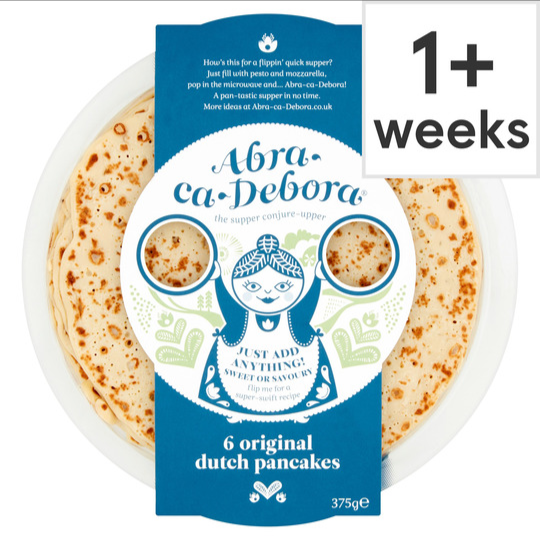 How's this for a flippin' quick supper?
Just fill with pesto and mozzarella,
pop in the microwave and... Abra-ca-Debora!
A pan-tastic supper in no time.
More ideas at Abra-ca-Debora.co.uk
1+
weeks
Abra•
ca•Debora®
the supper conjure-upper
JUST ADD
ANYTHING!
SWEET OR SAVOURY
flip me for a
super-swift recipe
6 original
dutch pancakes
375g℮